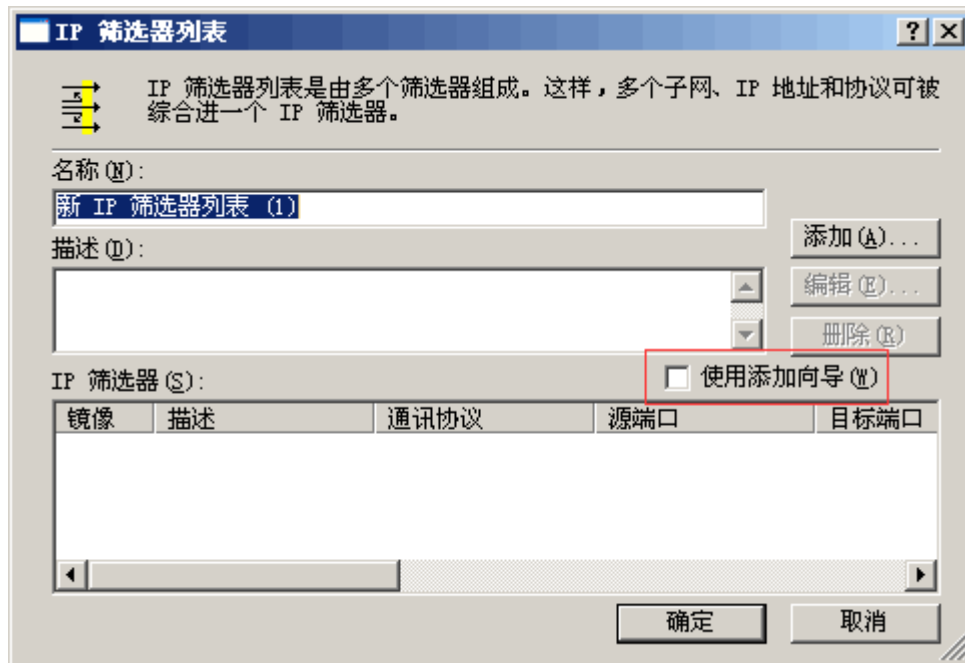 IP 筛选器列表
IP 筛选器列表是由多个筛选器组成。这样，多个子网、IP 地址和协议可被
综合进一个 IP 筛选器。
名称(N):
新 IP 筛选器列表 (1)
添加(A)...
描述(D):
编辑(E)...
删除(R)
IP 筛选器(S):
使用添加向导(W)
镜像 描述 通讯协议 源端口 目标端口
确定 取消